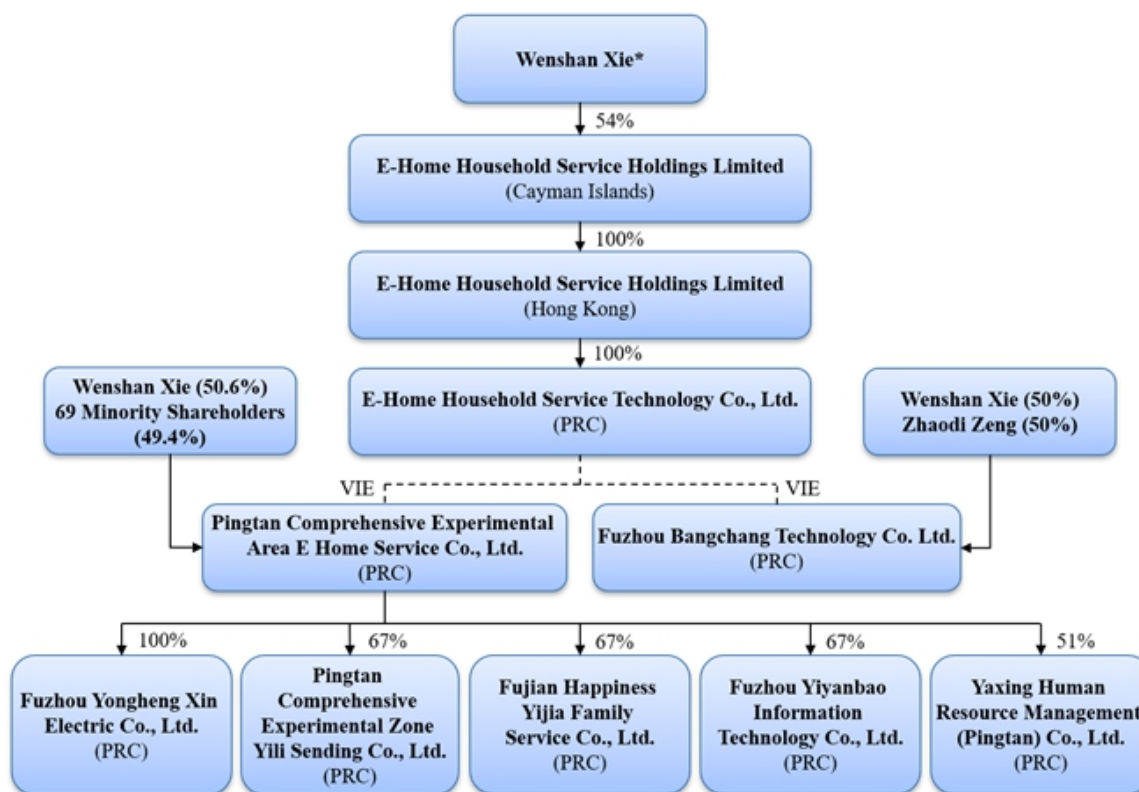 Wenshan Xie*
54%
E-Home Household Service Holdings Limited
(Cayman Islands)
100%
E-Home Household Service Holdings Limited
(Hong Kong)
100%
Wenshan Xie (50.6%)
69 Minority Shareholders
(49.4%)
E-Home Household Service Technology Co., Ltd.
(PRC)
Wenshan Xie (50%)
Zhaodi Zeng (50%)
VIE
VIE
Pingtan Comprehensive Experimental
Area E Home Service Co., Ltd.
(PRC)
Fuzhou Bangchang Technology Co. Ltd.
(PRC)
100%
67%
67%
67%
51%
Fuzhou Yongheng Xin
Electric Co., Ltd.
(PRC)
Pingtan
Comprehensive
Experimental Zone
Yili Sending Co., Ltd.
(PRC)
Fujian Happiness
Yijia Family
Service Co., Ltd.
(PRC)
Fuzhou Yiyanbao
Information
Technology Co., Ltd.
(PRC)
Yaxing Human
Resource Management
(Pingtan) Co., Ltd.
(PRC)